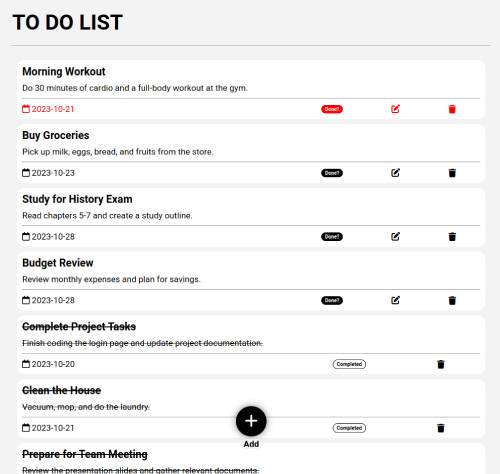 TO DO LIST
Morning Workout
Do 30 minutes of cardio and a full-body workout at the gym.
2023-10-21 Done?
Buy Groceries
Pick up milk, eggs, bread, and fruits from the store.
2023-10-23 Done?
Study for History Exam
Read chapters 5-7 and create a study outline.
2023-10-28 Done?
Budget Review
Review monthly expenses and plan for savings.
2023-10-28 Done?
Complete Project Tasks
Finish coding the login page and update project documentation.
2023-10-20 Completed
Clean the House
Vacuum, mop, and do the laundry.
2023-10-21 Completed
Add
Prepare for Team Meeting
Review the presentation slides and gather relevant documents.